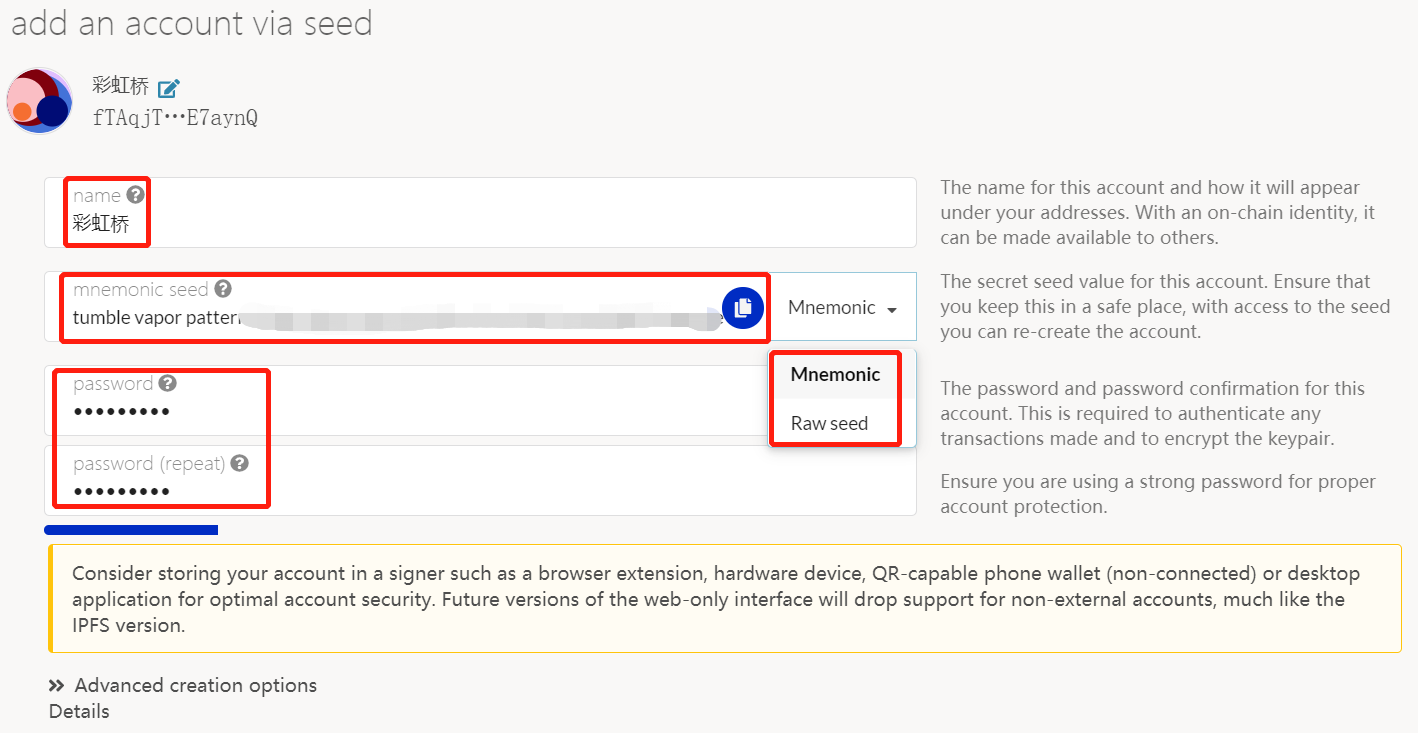 add an account via seed
彩虹桥
fTAqjT⋯E7aynQ
name
彩虹桥
The name for this account and how it will appear
under your addresses. With an on-chain identity, it
can be made available to others.
mnemonic seed
tumble vapor
Mnemonic
Mnemonic
Raw seed
The secret seed value for this account. Ensure that
you keep this in a safe place, with access to the seed
you can re-create the account.
password
•••••••••
password (repeat)
•••••••••
The password and password confirmation for this
account. This is required to authenticate any
transactions made and to encrypt the keypair.
Ensure you are using a strong password for proper
account protection.
Consider storing your account in a signer such as a browser extension, hardware device, QR-capable phone wallet (non-connected) or desktop
application for optimal account security. Future versions of the web-only interface will drop support for non-external accounts, much like the
IPFS version.
Advanced creation options
Details